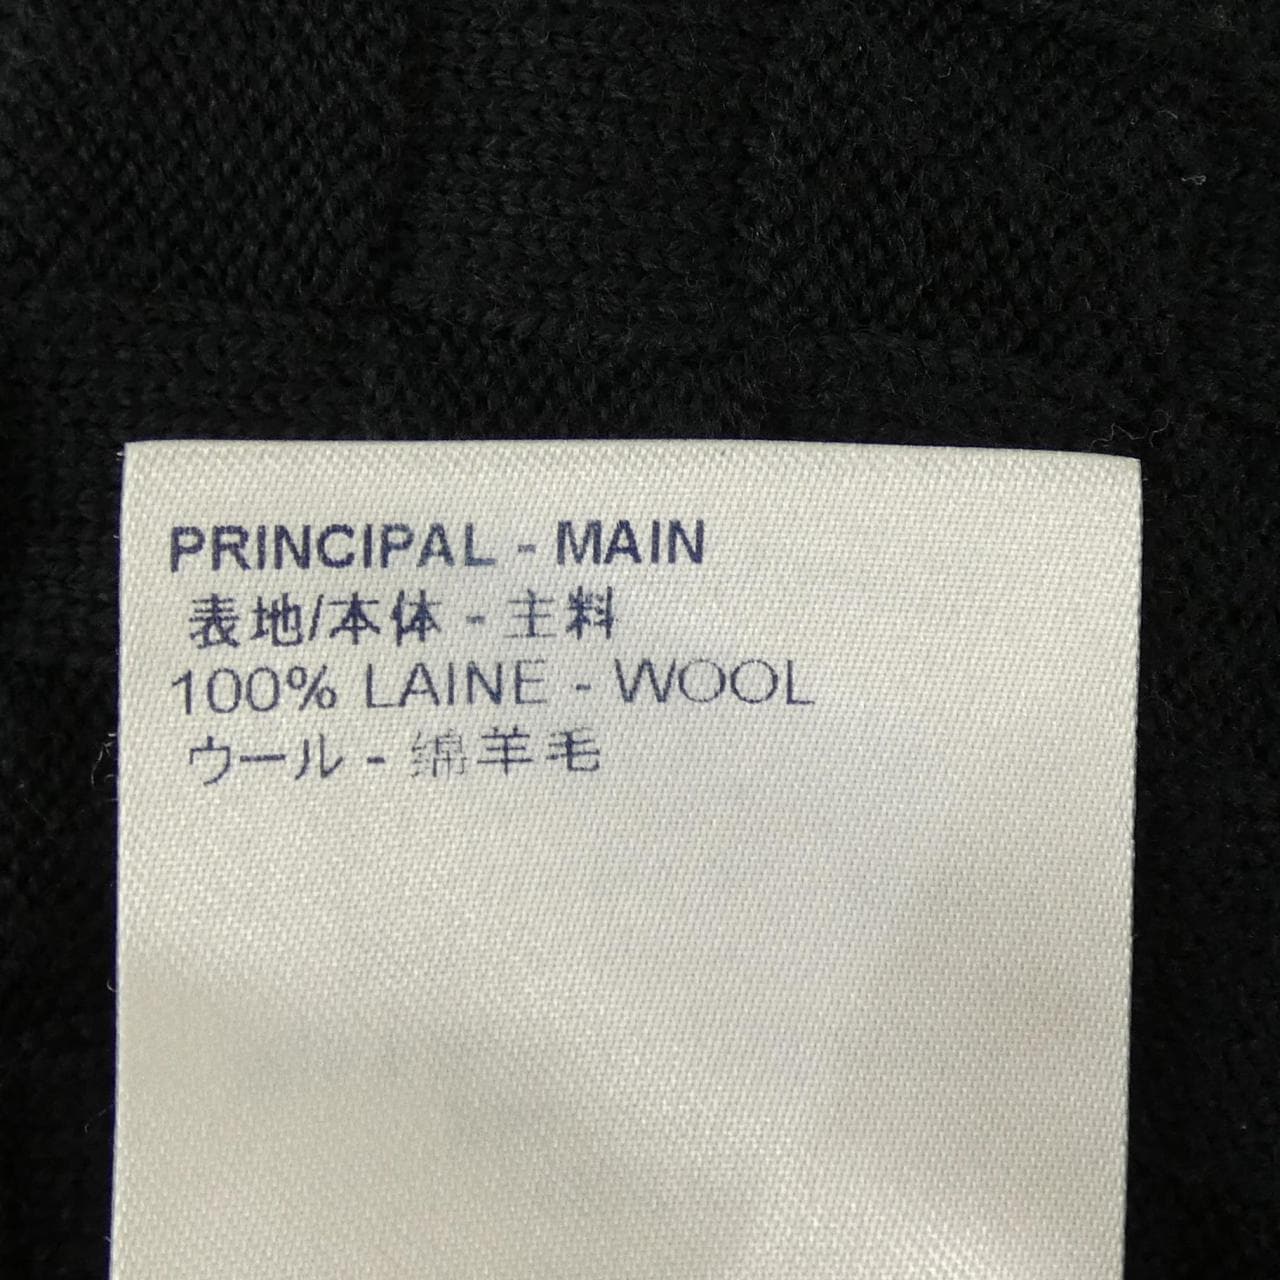 PRINCIPAL - MAIN
表地/本体 - 主料
100% LAINE - WOOL
ウール - 绵羊毛